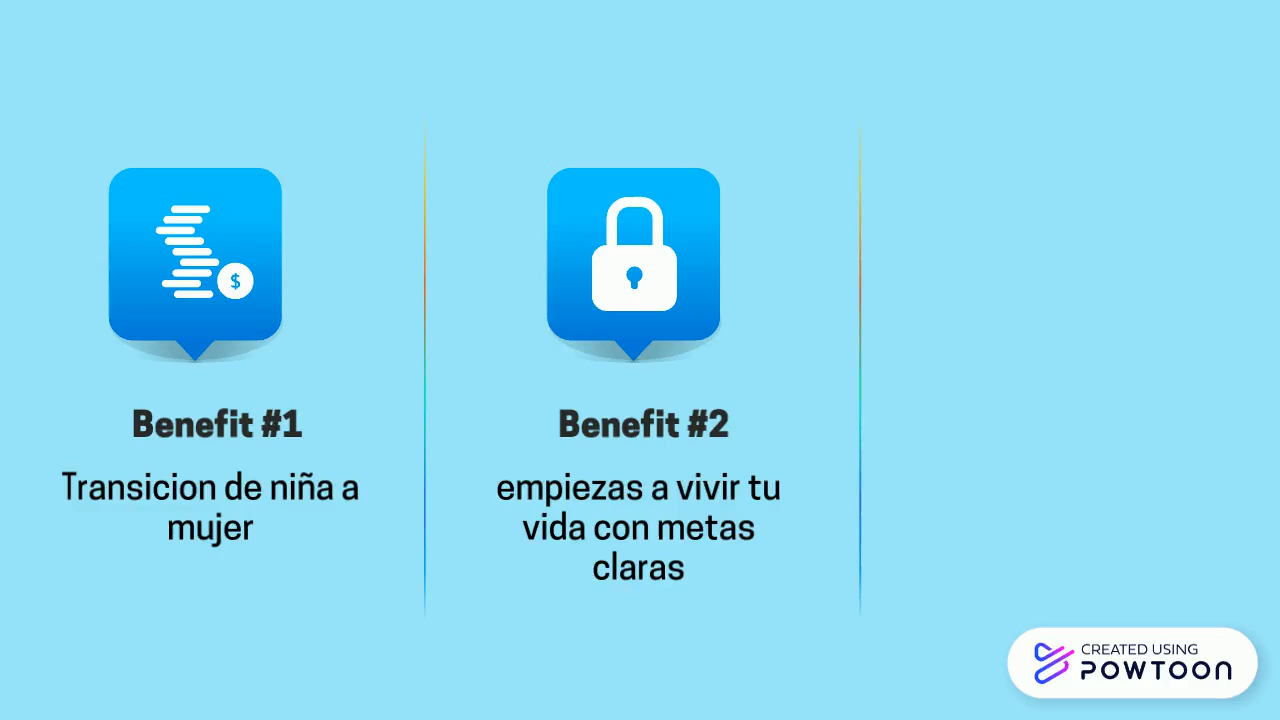 $
Benefit #1
Transicion de niña a
mujer
Benefit #2
empiezas a vivir tu
vida con metas
claras
CREATED USING
POWTOON